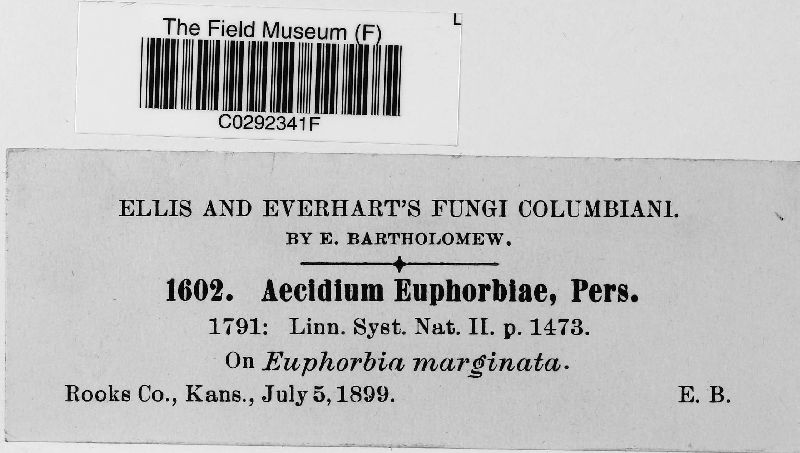 The Field Museum (F)
L
C0292341F
ELLIS AND EVERHART'S FUNGI COLUMBIANI.
BY E. BARTHOLOMEW.
1602. Aecidium Euphorbiae, Pers.
1791: Linn. Syst. Nat. II. p. 1473.
On Euphorbia marginata.
Rooks Co., Kans., July 5, 1899. E. B.